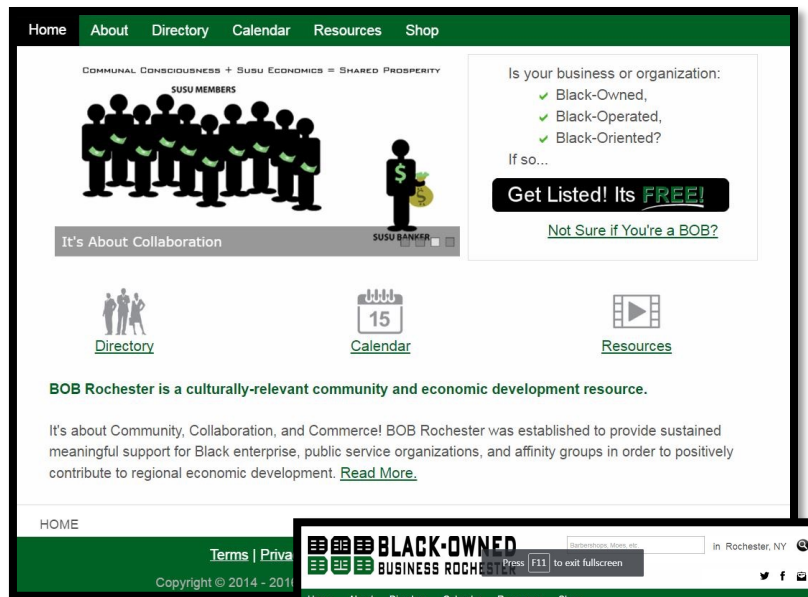 Home About Directory Calendar Resources Shop
COMMUNAL CONSCIOUSNESS + SUSU ECONOMICS = SHARED PROSPERITY
SUSU MEMBERS
$
$
SUSU BANKER
It's About Collaboration
Is your business or organization:
Black-Owned,
Black-Operated,
Black-Oriented?
If so...
Get Listed! Its FREE!
Not Sure if You're a BOB?
15
Directory Calendar Resources
BOB Rochester is a culturally-relevant community and economic development resource.
It's about Community, Collaboration, and Commerce! BOB Rochester was established to provide sustained
meaningful support for Black enterprise, public service organizations, and affinity groups in order to positively
contribute to regional economic development. Read More.
HOME
Terms |
Copyright © 2014 -
BLACK-OWNED
BUSINESS ROCHESTER
Barbershops, Moes, etc
in Rochester, NY
Press F11 to exit fullscreen